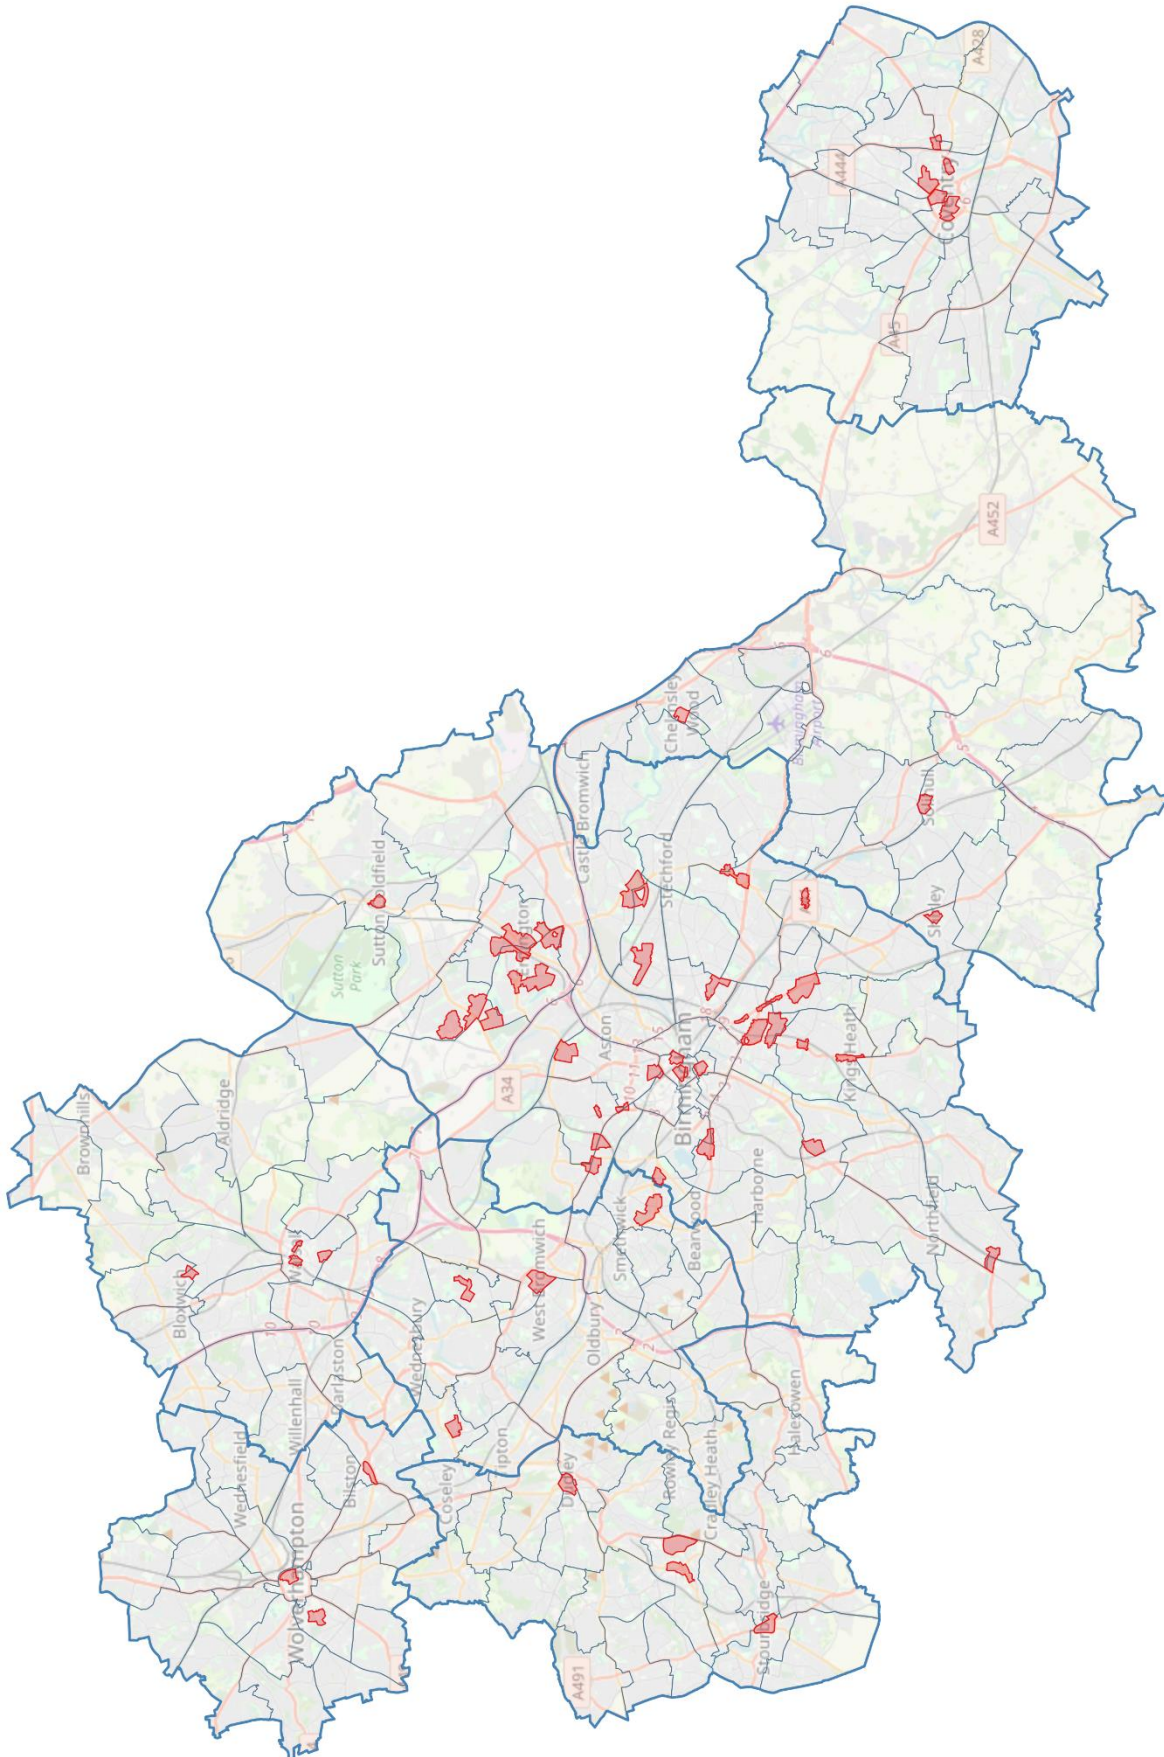 Brownhills
Aldridge
Bloxwich
Walsall
Wednesfield
Willenhall
Darlaston
Wolverhampton
Bilston
Wednesbury
Coseley
Tipton
Dudley
West Bromwich
Oldbury
Smethwick
Rowley Regis
Cradley Heath
Halesowen
Stourbridge
A491
Bearwood
Harborne
Northfield
Birmingham
Aston
A34
Sutton
Park
Sutton Coldfield
Erdington
Castle Bromwich
Stechford
Kings Heath
Chelmsley
Wood
Birmingham
Airport
Solihull
Shirley
A452
A45
A444
A428
Coventry